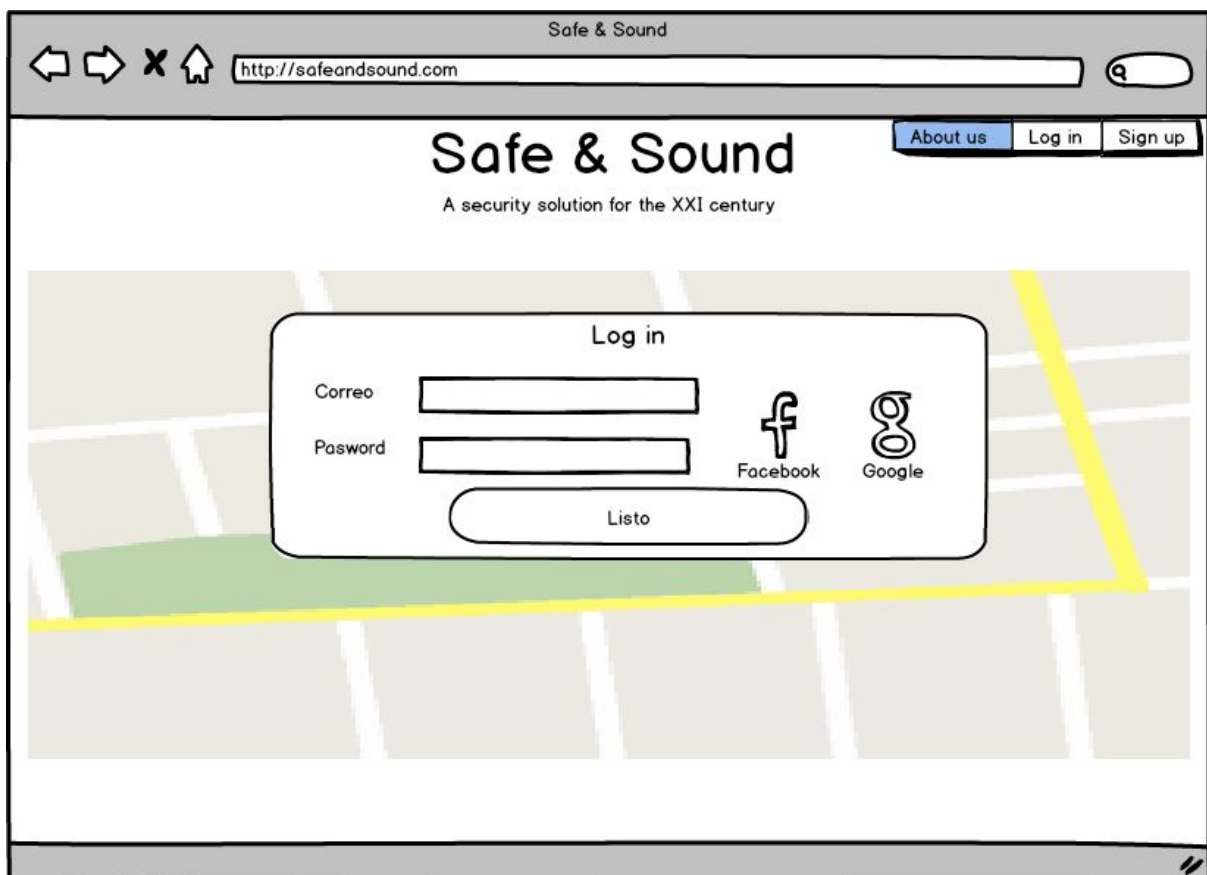 Safe & Sound
http://safeandsound.com
About us Log in Sign up
Safe & Sound
A security solution for the XXI century
Log in
Correo
Pasword
Facebook Google
Listo